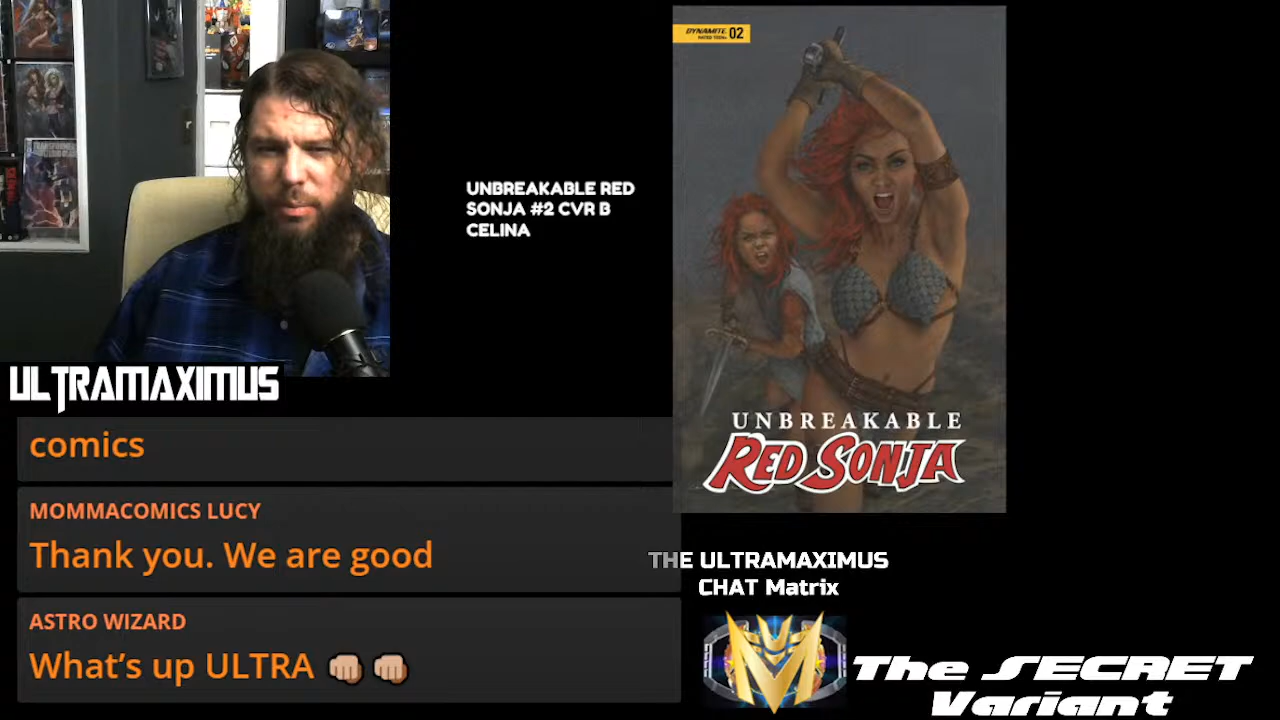 DYNAMITE
02
UNBREAKABLE RED
SONJA #2 CVR B
CELINA
UNBREAKABLE
RED SONJA
ULTRAMAXIMUS
comics
MOMMACOMICS LUCY
Thank you. We are good
ASTRO WIZARD
What's up ULTRA 👊🏼 👊🏼
THE ULTRAMAXIMUS
CHAT Matrix
M
The SECRET
Variant